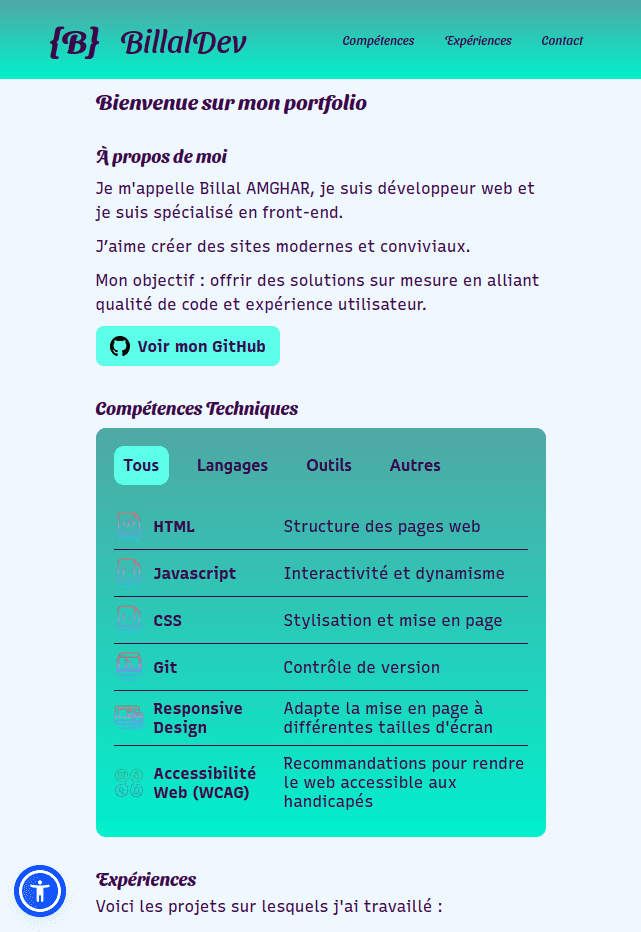 {B} BillalDev
Compétences Expériences Contact
Bienvenue sur mon portfolio
À propos de moi
Je m'appelle Billal AMGHAR, je suis développeur web et
je suis spécialisé en front-end.
J’aime créer des sites modernes et conviviaux.
Mon objectif : offrir des solutions sur mesure en alliant
qualité de code et expérience utilisateur.
Voir mon GitHub
Compétences Techniques
Tous Langages Outils Autres
HTML Structure des pages web
Javascript Interactivité et dynamisme
CSS Stylisation et mise en page
Git Contrôle de version
Responsive Adapte la mise en page à
Design différentes tailles d'écran
Accessibilité Recommandations pour rendre
Web (WCAG) le web accessible aux
handicapés
Expériences
Voici les projets sur lesquels j'ai travaillé :